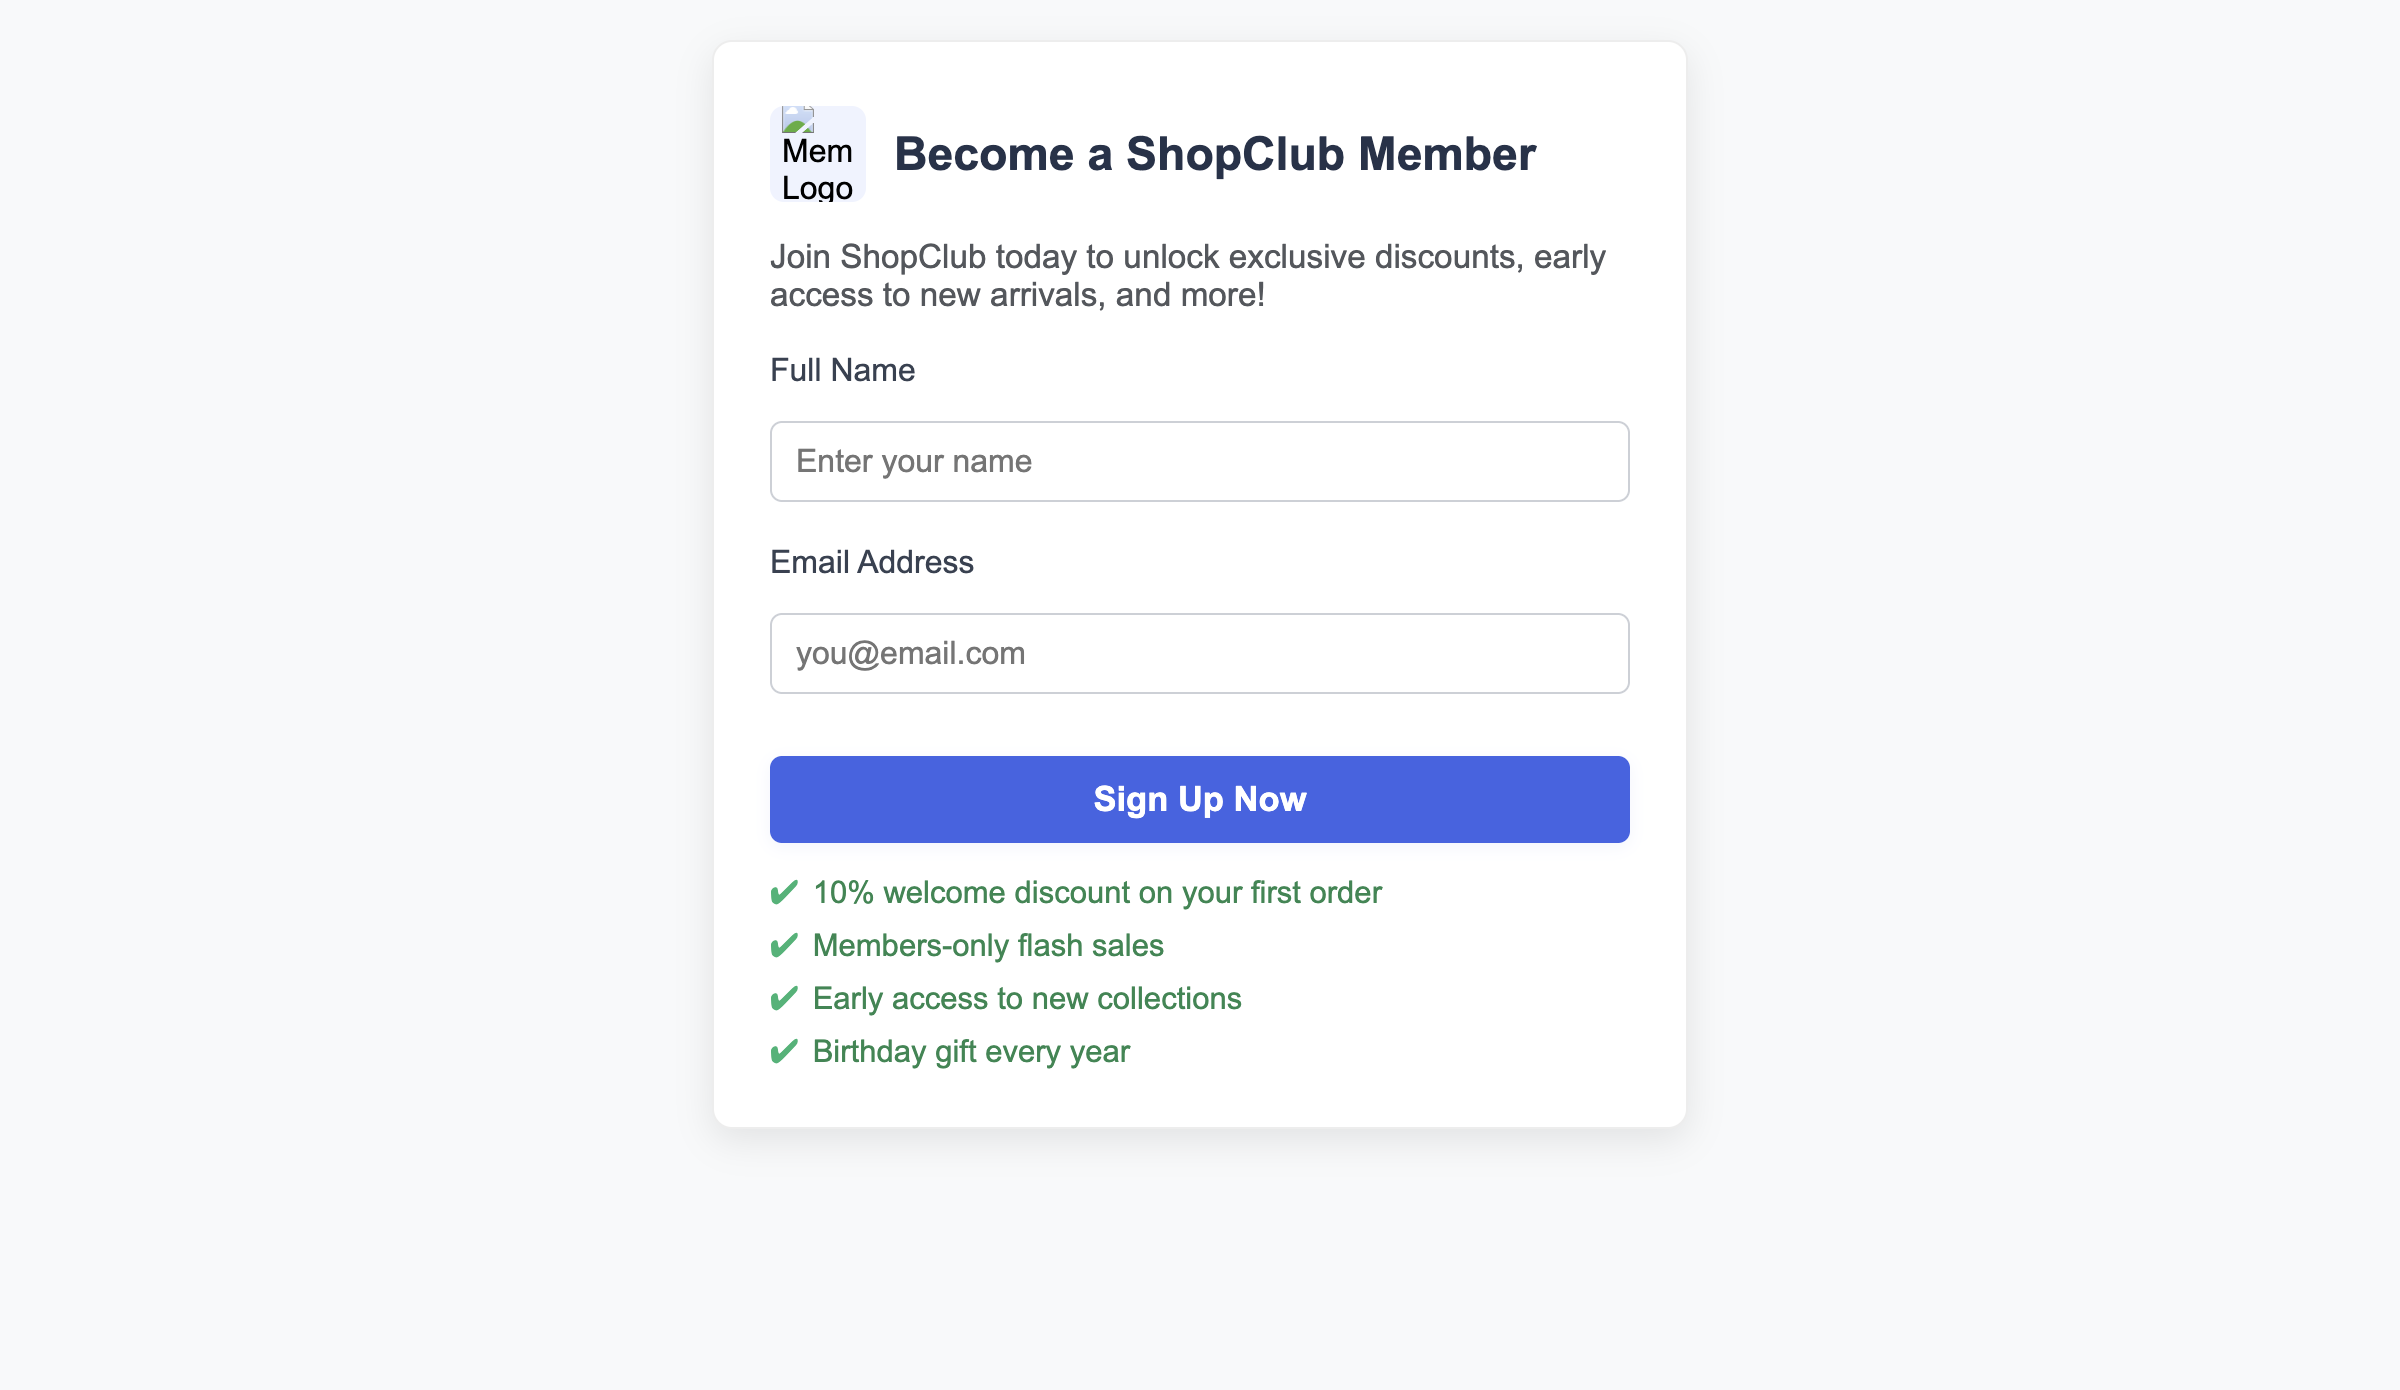 Mem
Logo
Become a ShopClub Member
Join ShopClub today to unlock exclusive discounts, early
access to new arrivals, and more!
Full Name
Enter your name
Email Address
you@email.com
Sign Up Now
✔ 10% welcome discount on your first order
✔ Members-only flash sales
✔ Early access to new collections
✔ Birthday gift every year